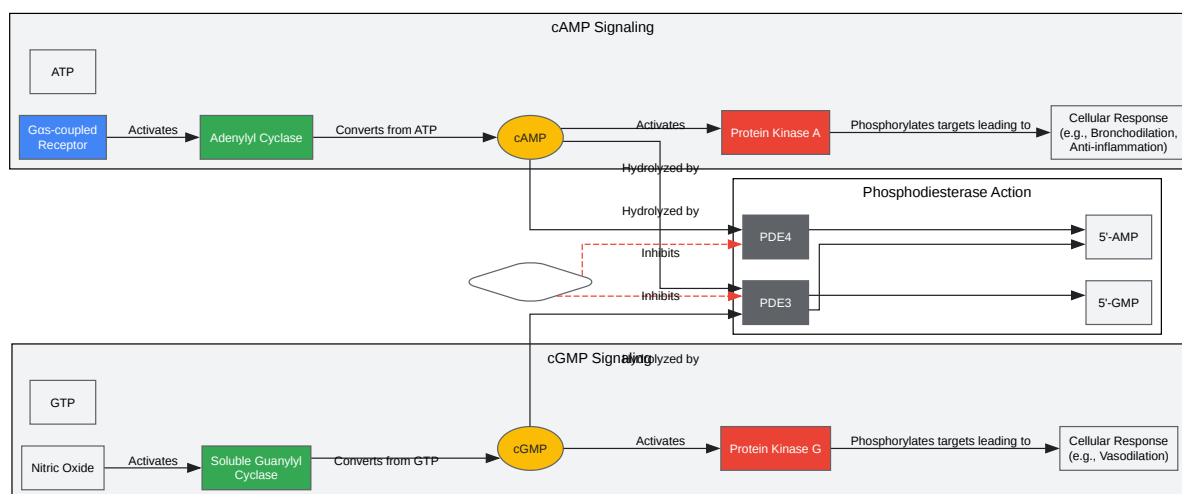 cAMP Signaling
ATP
Gαs-coupled
Receptor
Activates
Adenylyl Cyclase
Converts from ATP
cAMP
Activates
Protein Kinase A
Phosphorylates targets leading to
Cellular Response
(e.g., Bronchodilation,
Anti-inflammation)
Hydrolyzed by
Phosphodiesterase Action
Hydrolyzed by
PDE4
5'-AMP
Inhibits
Inhibits
PDE3
5'-GMP
cGMP Signaling
Hydrolyzed by
GTP
Nitric Oxide
Activates
Soluble Guanylyl
Cyclase
Converts from GTP
cGMP
Activates
Protein Kinase G
Phosphorylates targets leading to
Cellular Response
(e.g., Vasodilation)